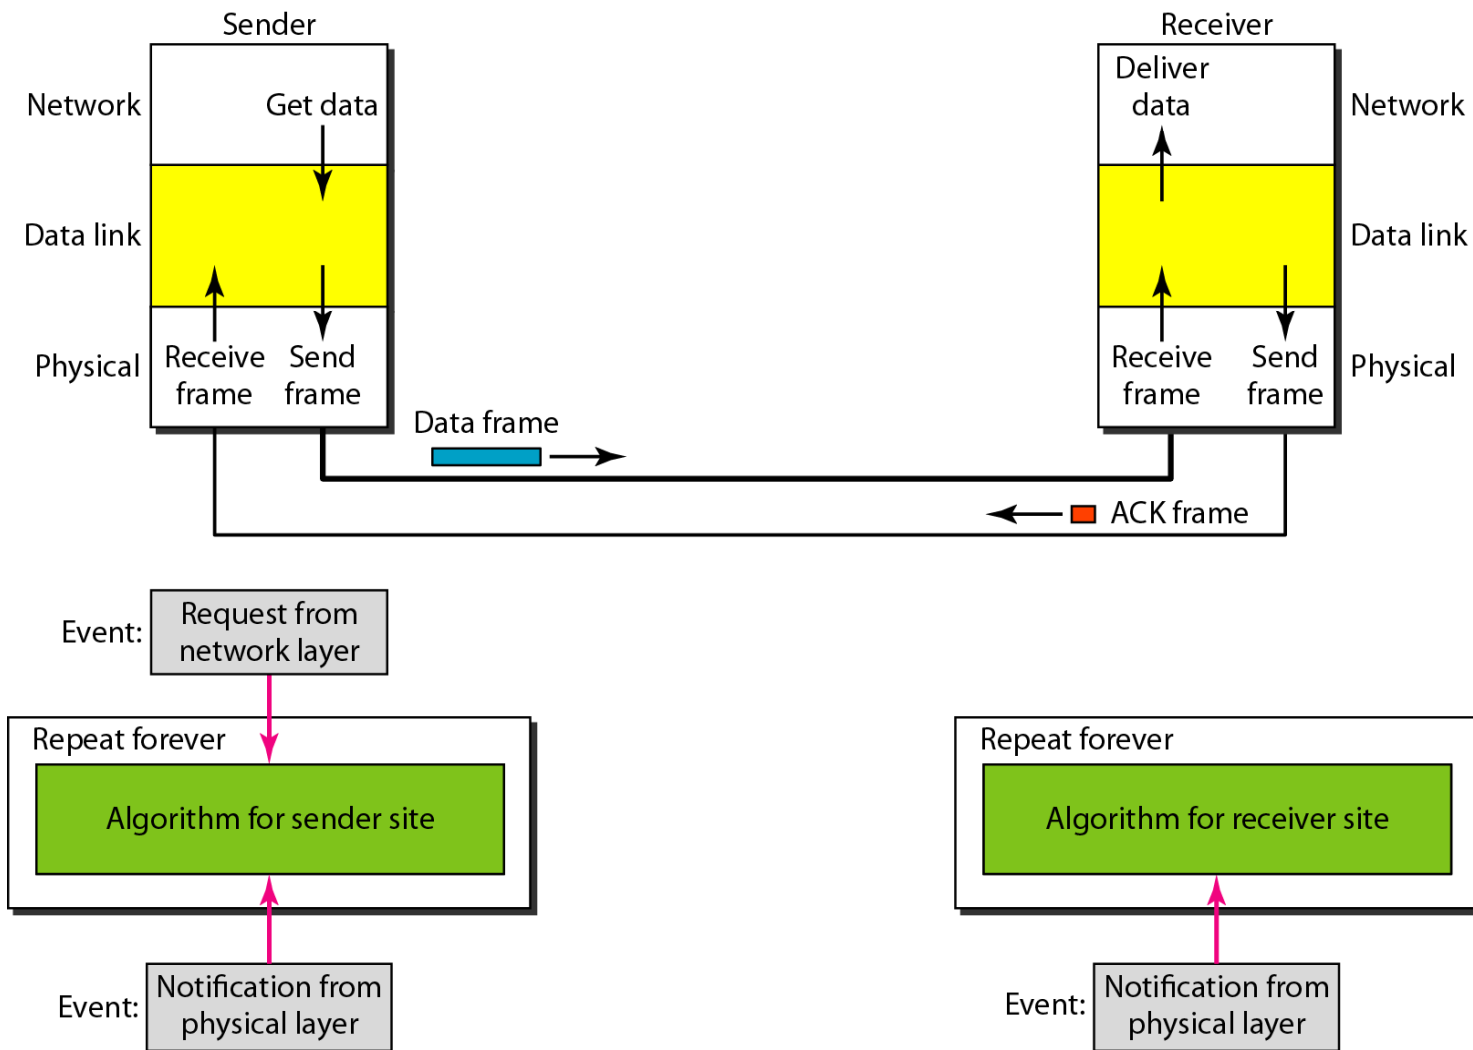 Sender
Receiver
Network
Get data
Deliver
data
Network
Data link
Data link
Physical
Receive
frame
Send
frame
Receive
frame
Send
frame
Physical
Data frame
ACK frame
Event:
Request from
network layer
Repeat forever
Algorithm for sender site
Repeat forever
Algorithm for receiver site
Event:
Notification from
physical layer
Event:
Notification from
physical layer